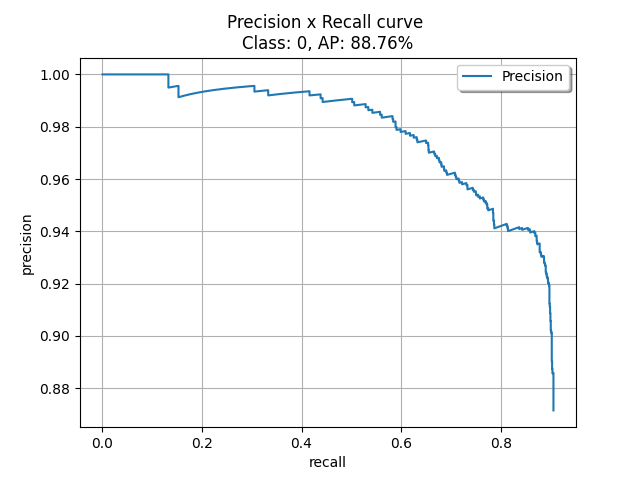 Precision x Recall curve
Class: 0, AP: 88.76%
Precision
1.00
0.98
0.96
0.94
0.92
0.90
0.88
precision
0.0 0.2 0.4 0.6 0.8
recall